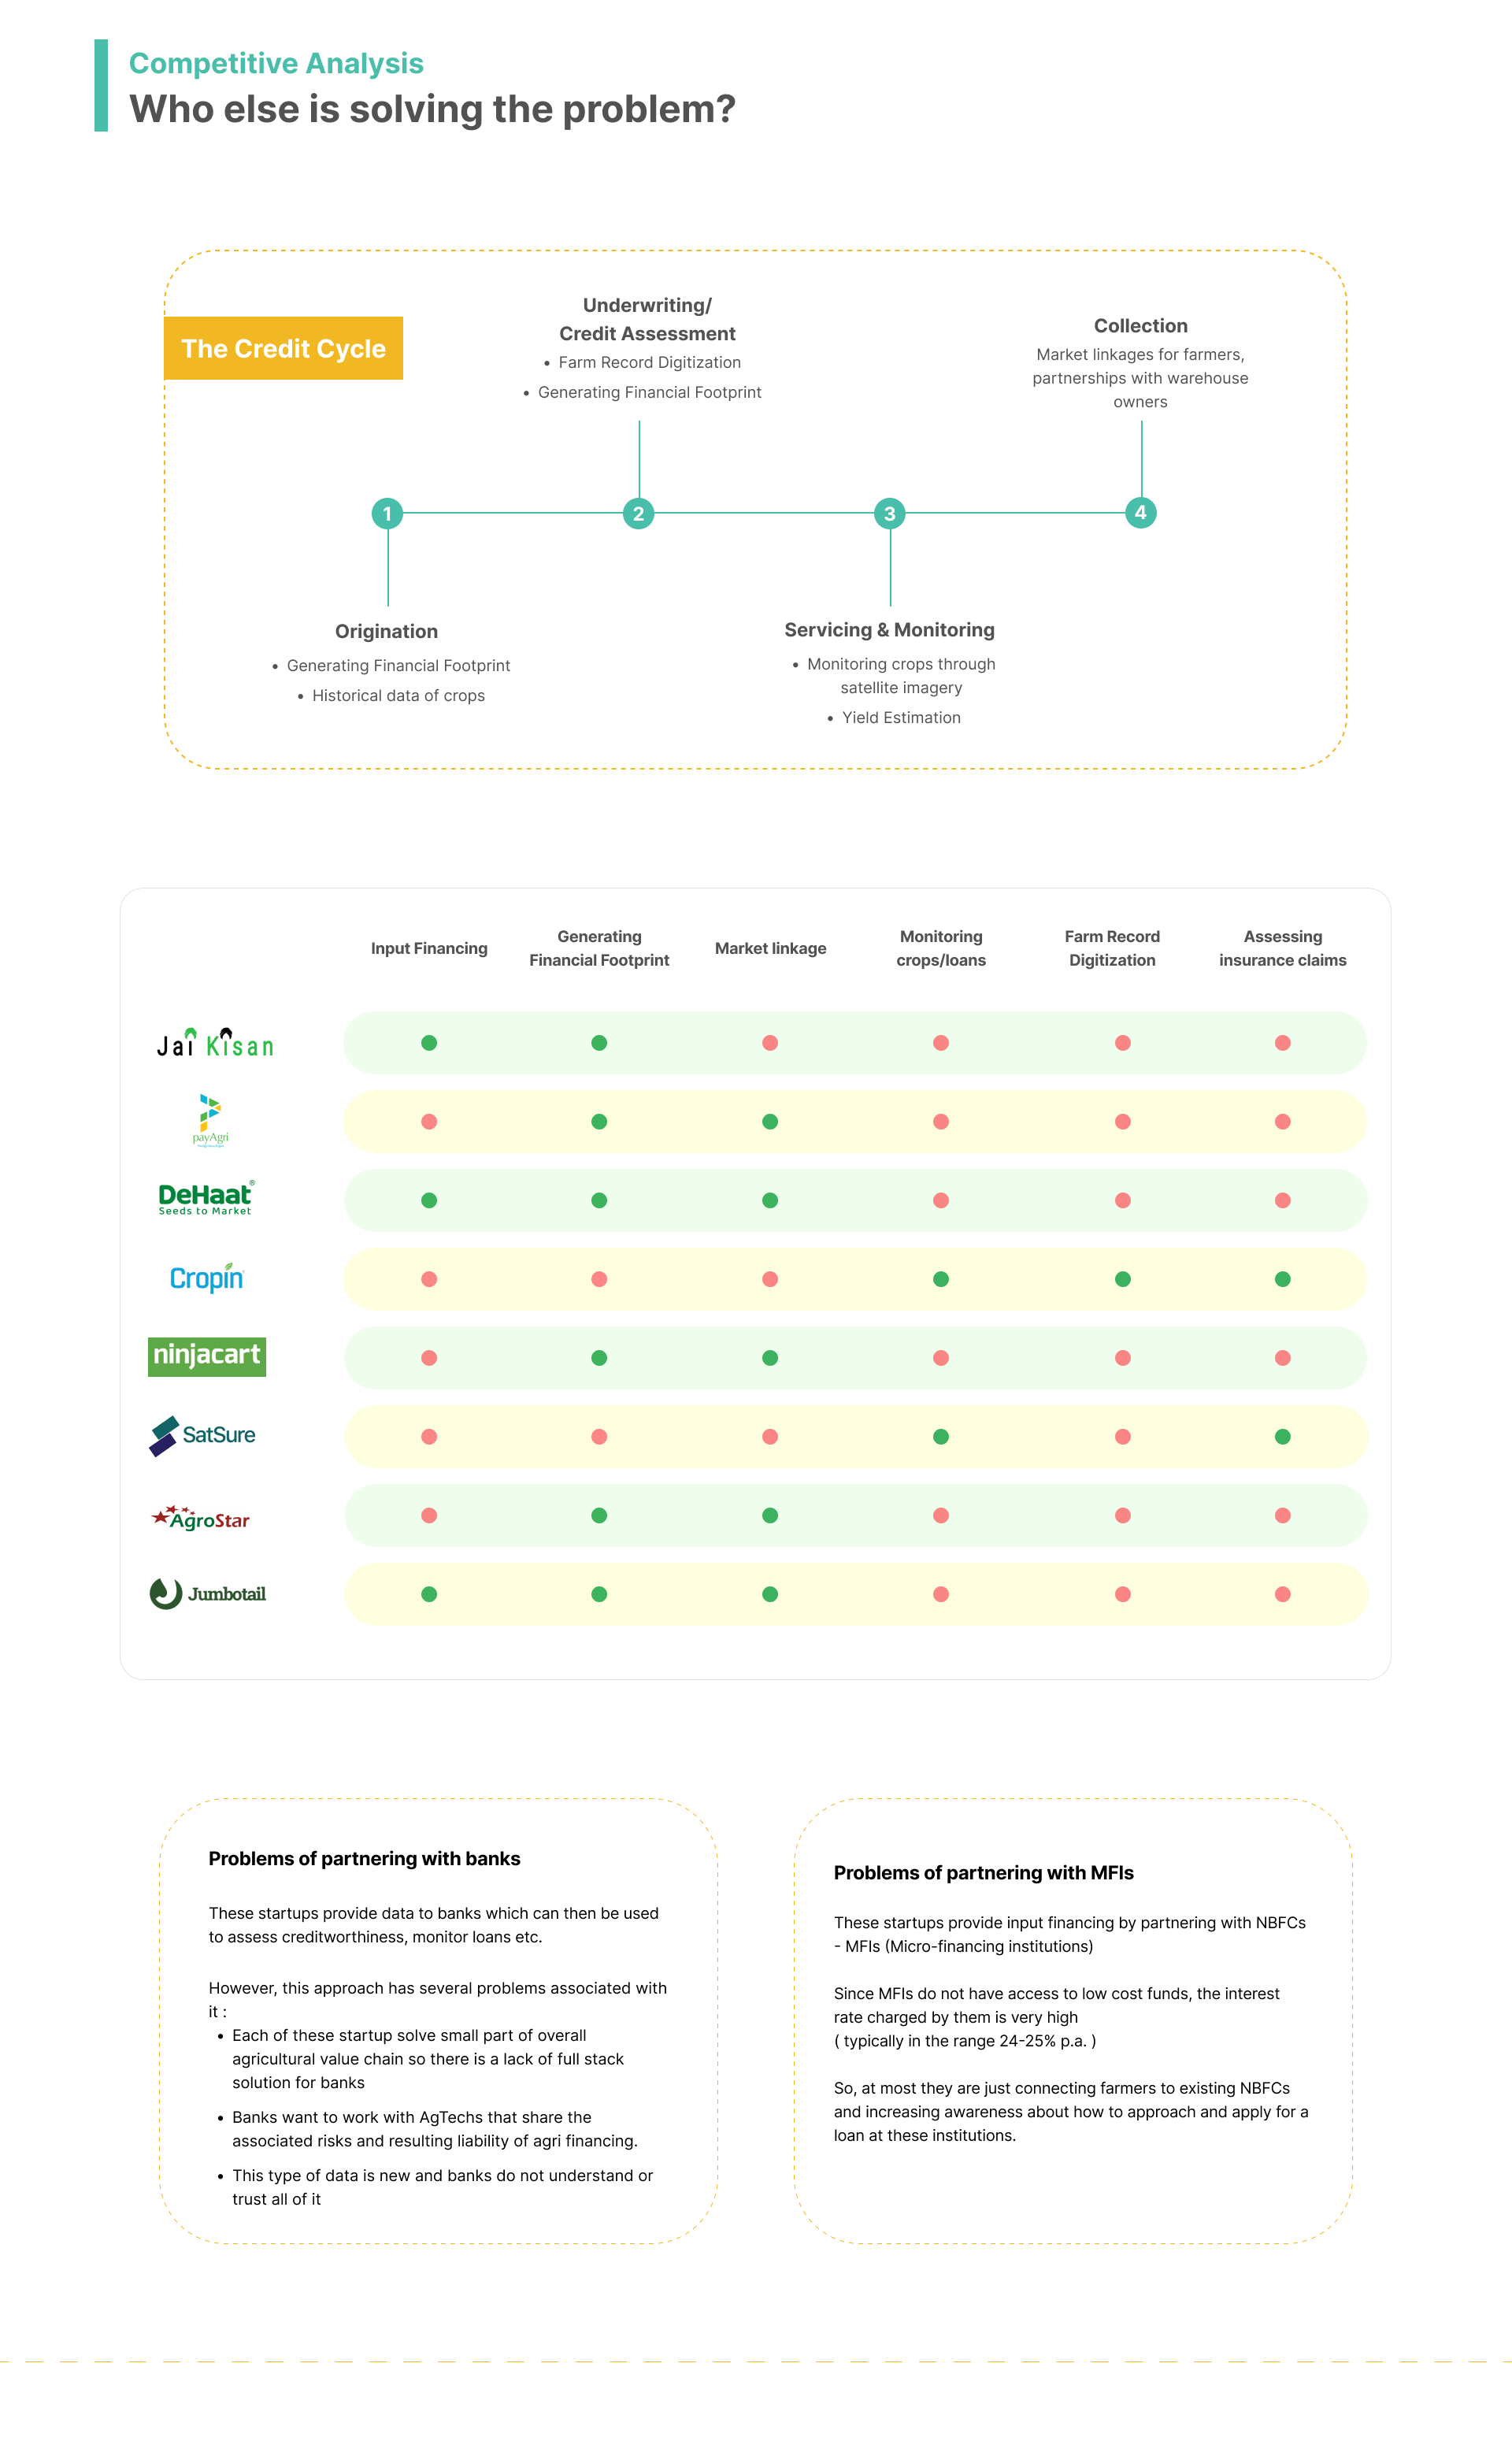 Competitive Analysis
Who else is solving the problem?
The Credit Cycle
Underwriting/
Credit Assessment
• Farm Record Digitization
• Generating Financial Footprint
Collection
Market linkages for farmers,
partnerships with warehouse
owners
1
2
3
4
Origination
• Generating Financial Footprint
• Historical data of crops
Servicing & Monitoring
• Monitoring crops through
satellite imagery
• Yield Estimation
Input Financing
Generating
Financial Footprint
Market linkage
Monitoring
crops/loans
Farm Record
Digitization
Assessing
insurance claims
Jai Kisan
payAgri
DeHaat®
Seeds to Market
Cropin
ninjacart
SatSure
AgroStar
Jumbotail
Problems of partnering with banks
These startups provide data to banks which can then be used
to assess creditworthiness, monitor loans etc.
However, this approach has several problems associated with
it :
• Each of these startup solve small part of overall
agricultural value chain so there is a lack of full stack
solution for banks
• Banks want to work with AgTechs that share the
associated risks and resulting liability of agri financing.
• This type of data is new and banks do not understand or
trust all of it
Problems of partnering with MFIs
These startups provide input financing by partnering with NBFCs
- MFIs (Micro-financing institutions)
Since MFIs do not have access to low cost funds, the interest
rate charged by them is very high
( typically in the range 24-25% p.a. )
So, at most they are just connecting farmers to existing NBFCs
and increasing awareness about how to approach and apply for a
loan at these institutions.